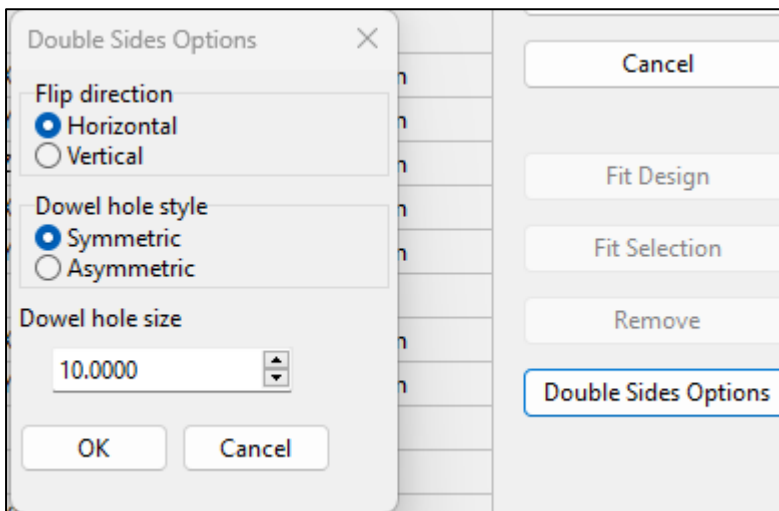 Double Sides Options
Flip direction
Horizontal
Vertical
Dowel hole style
Symmetric
Asymmetric
Dowel hole size
10.0000
OK
Cancel
Cancel
Fit Design
Fit Selection
Remove
Double Sides Options